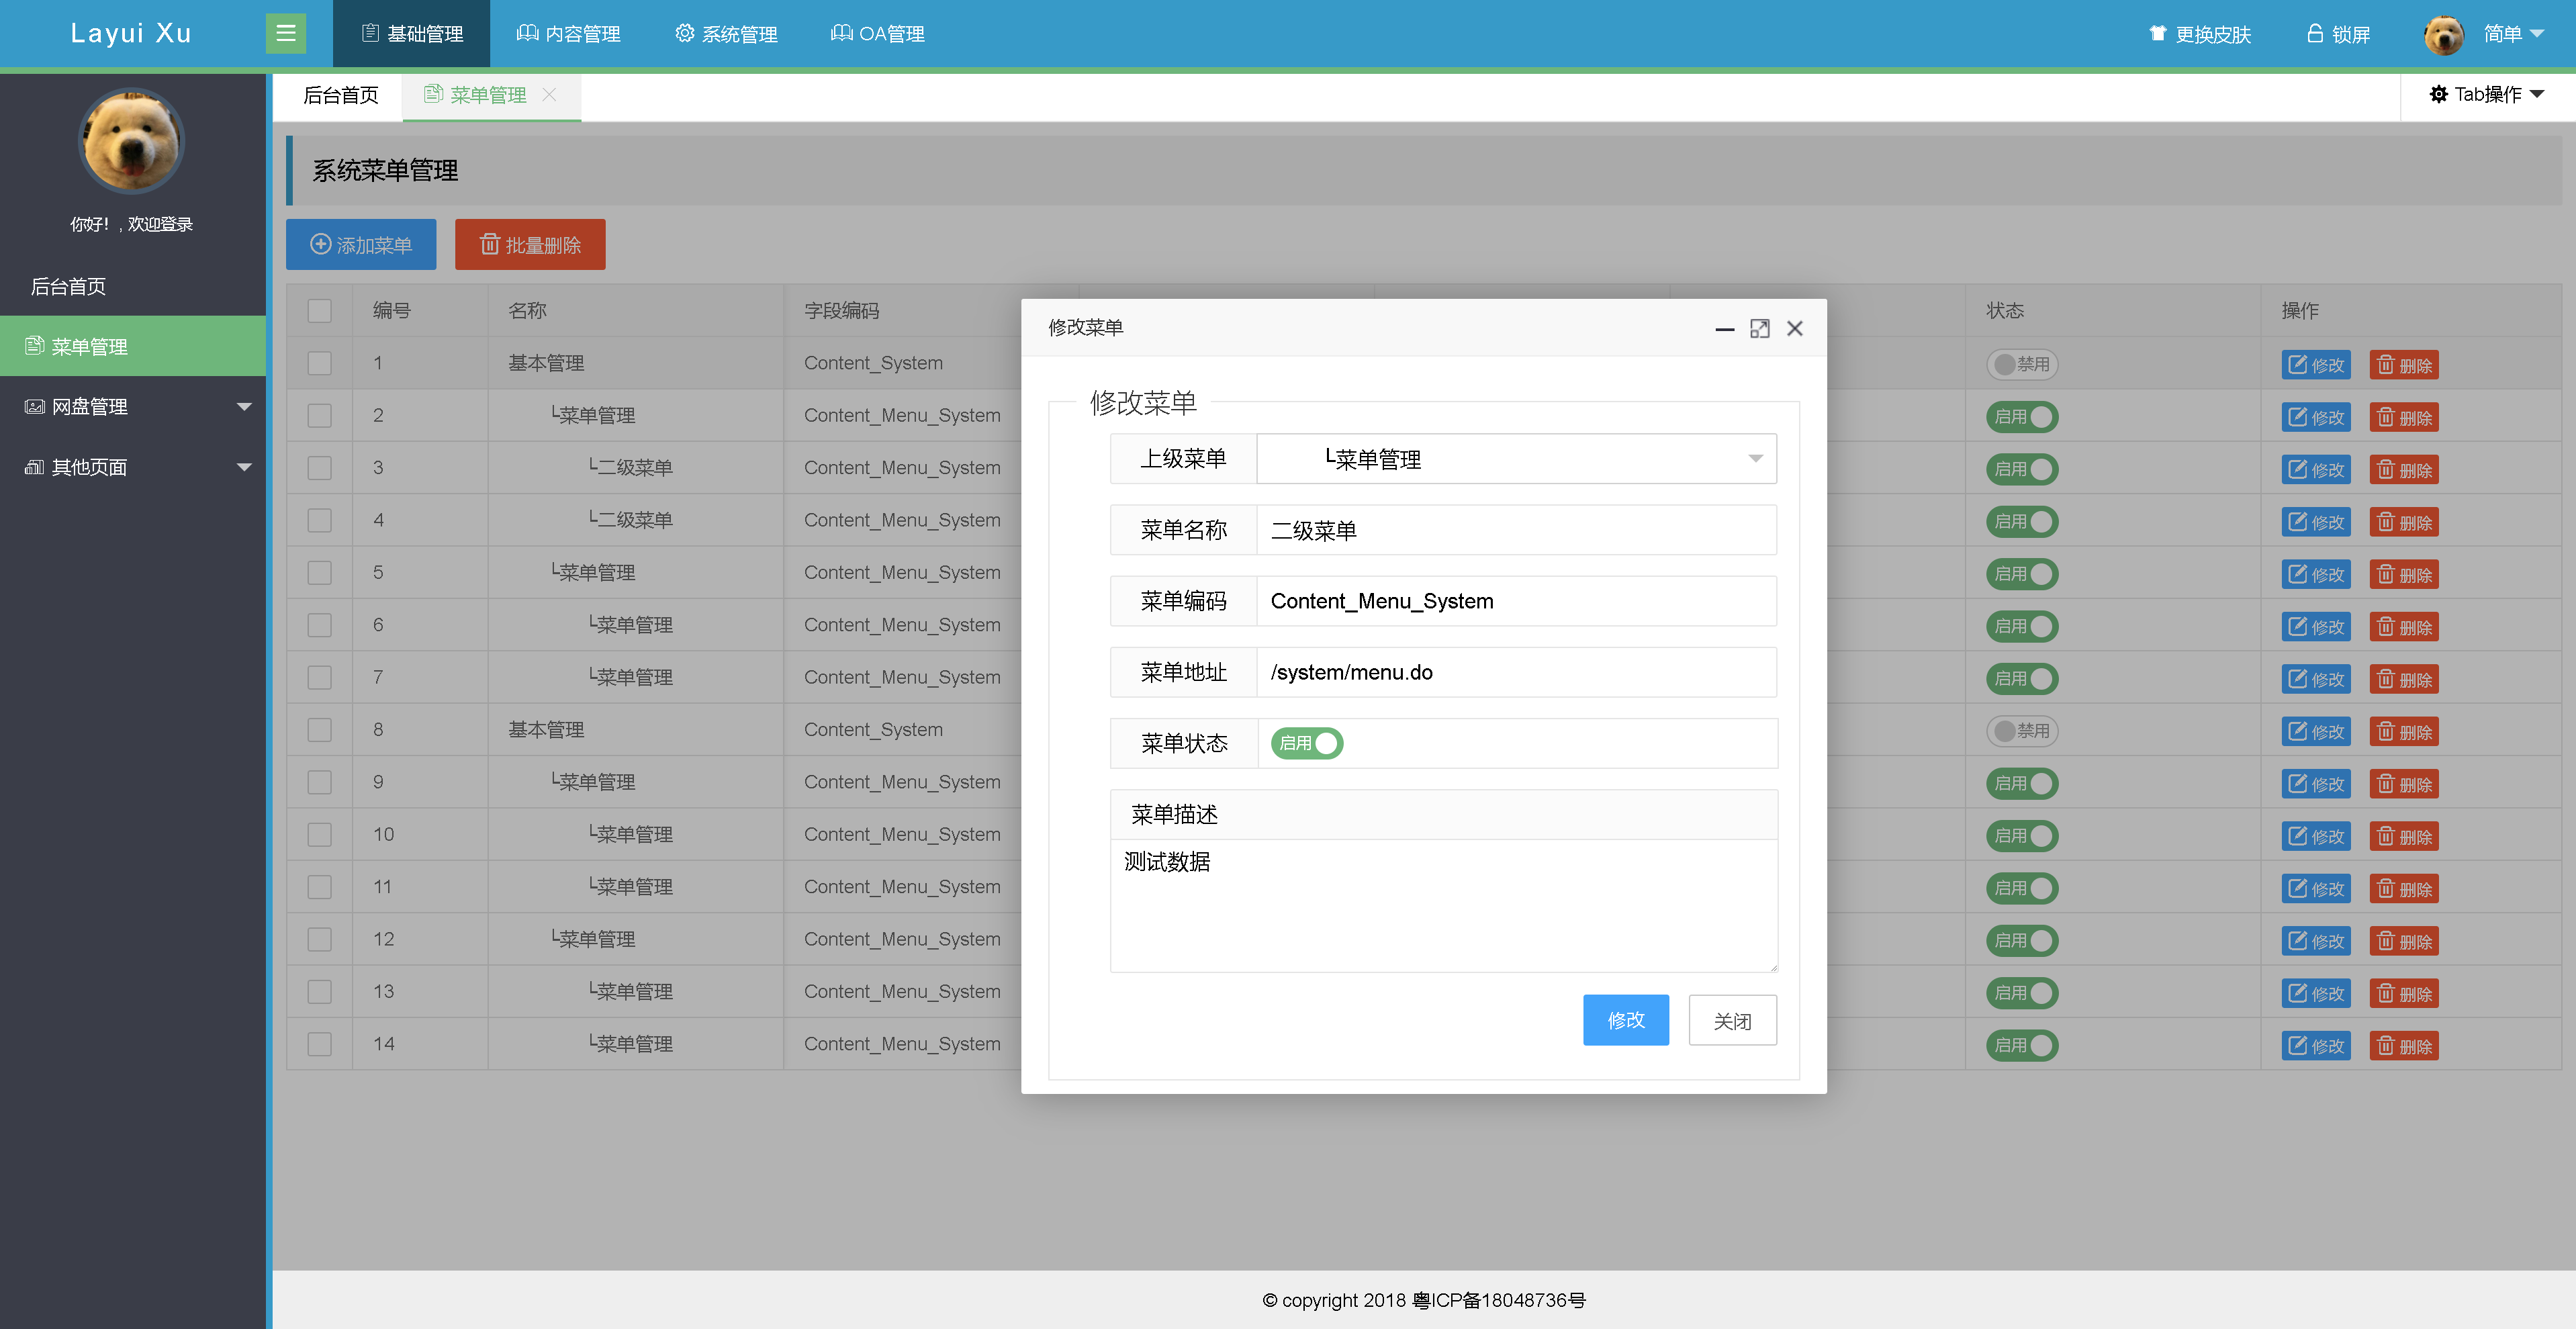 Layui Xu
基础管理
内容管理
系统管理
OA管理
更换皮肤
锁屏
简单
你好！, 欢迎登录
后台首页
菜单管理
网盘管理
其他页面
后台首页
菜单管理
Tab操作
系统菜单管理
添加菜单
批量删除
编号 名称 字段编码 状态 操作
1 基本管理 Content_System 禁用 修改 删除
2 └菜单管理 Content_Menu_System 启用 修改 删除
3 └二级菜单 Content_Menu_System 启用 修改 删除
4 └二级菜单 Content_Menu_System 启用 修改 删除
5 └菜单管理 Content_Menu_System 启用 修改 删除
6 └菜单管理 Content_Menu_System 启用 修改 删除
7 └菜单管理 Content_Menu_System 启用 修改 删除
8 基本管理 Content_System 禁用 修改 删除
9 └菜单管理 Content_Menu_System 启用 修改 删除
10 └菜单管理 Content_Menu_System 启用 修改 删除
11 └菜单管理 Content_Menu_System 启用 修改 删除
12 └菜单管理 Content_Menu_System 启用 修改 删除
13 └菜单管理 Content_Menu_System 启用 修改 删除
14 └菜单管理 Content_Menu_System 启用 修改 删除
修改菜单
修改菜单
上级菜单 └菜单管理
菜单名称 二级菜单
菜单编码 Content_Menu_System
菜单地址 /system/menu.do
菜单状态 启用
菜单描述
测试数据
修改 关闭
© copyright 2018 粤ICP备18048736号